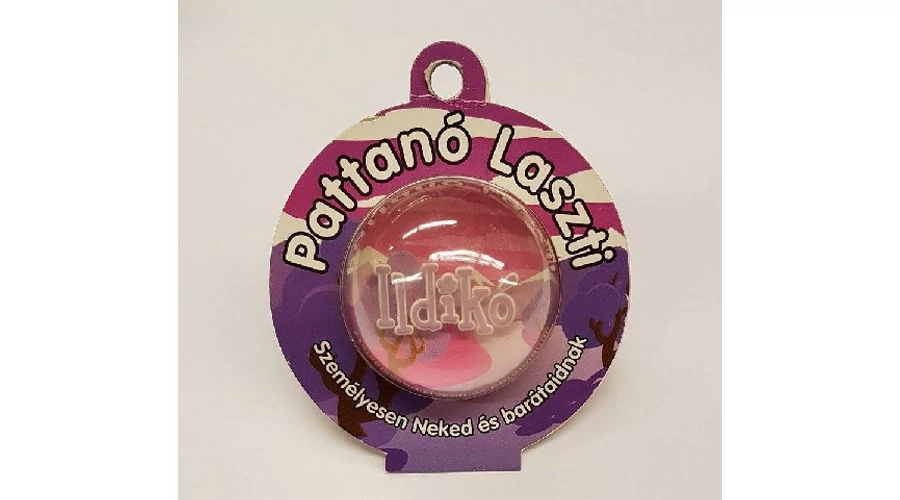 Pattanó Laszti
Ildikó
Személyesen Neked és barátaidnak